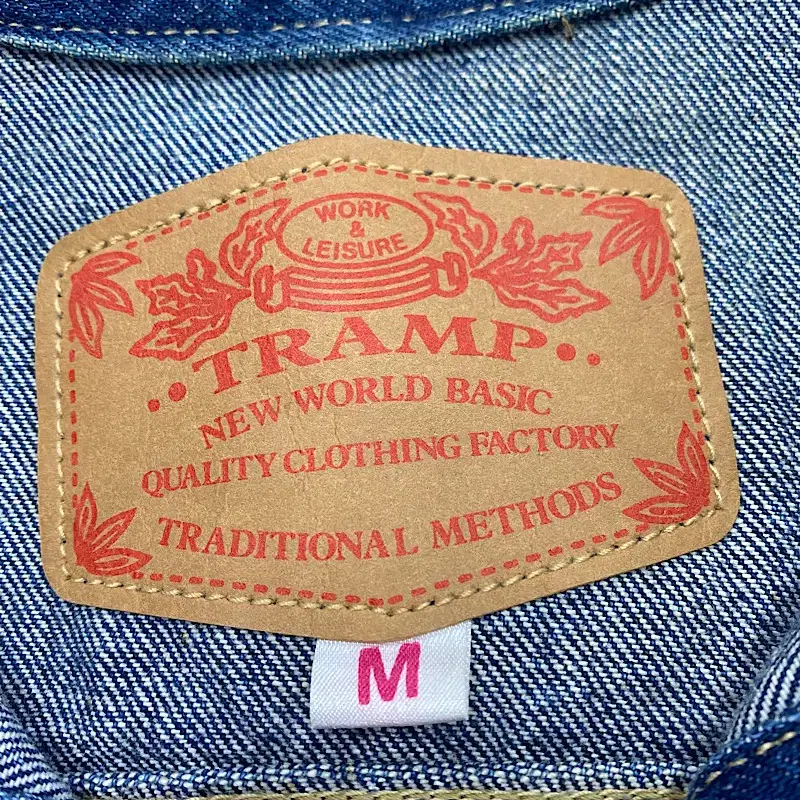 WORK
&
LEISURE
••TRAMP••
NEW WORLD BASIC
QUALITY CLOTHING FACTORY
TRADITIONAL METHODS
M